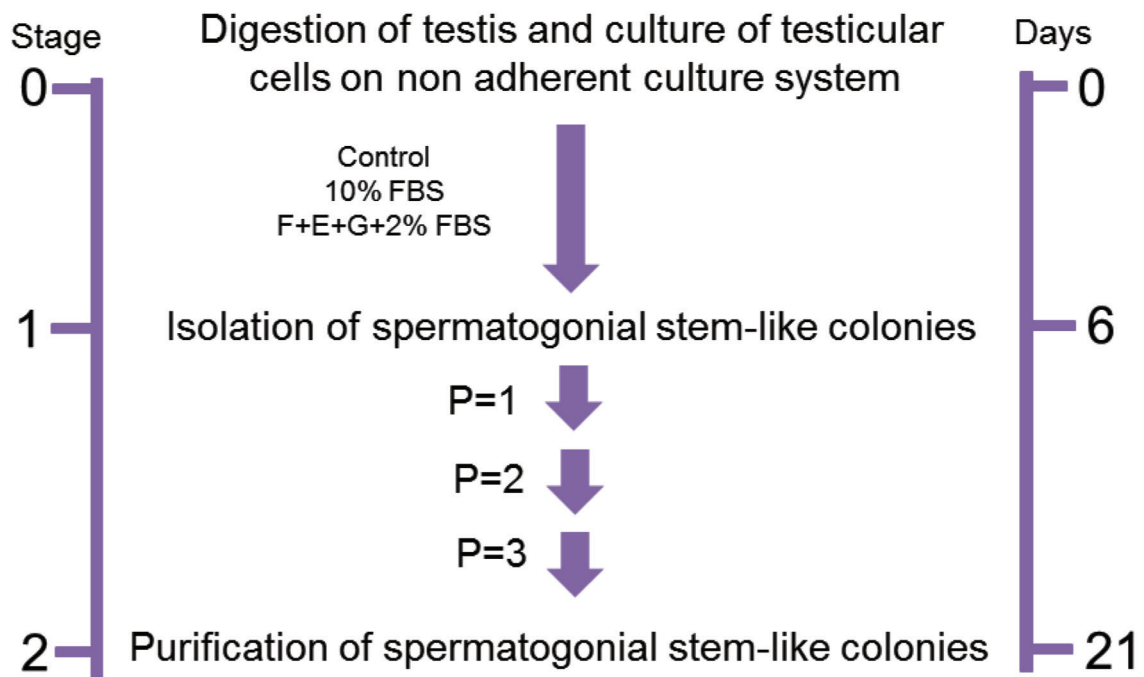 Stage
Digestion of testis and culture of testicular
Days
0
cells on non adherent culture system
0
Control
10% FBS
F+E+G+2% FBS
1
Isolation of spermatogonial stem-like colonies
6
P=1
P=2
P=3
2
Purification of spermatogonial stem-like colonies
21